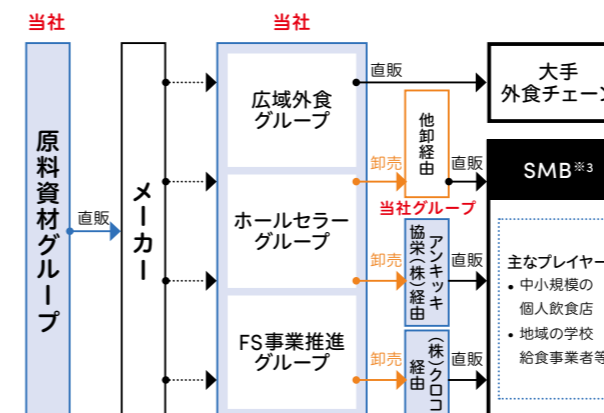 当社
当社
原料資材グループ
直販
メーカー
広域外食
グループ
ホールセラー
グループ
FS事業推進
グループ
直販
卸売
他卸経由
直販
当社グループ
卸売
アンキッキ
協栄(株)経由
直販
卸売
(株)クロコ
経由
直販
大手
外食チェーン
SMB※3
主なプレイヤー
• 中小規模の
個人飲食店
• 地域の学校
給食事業者等